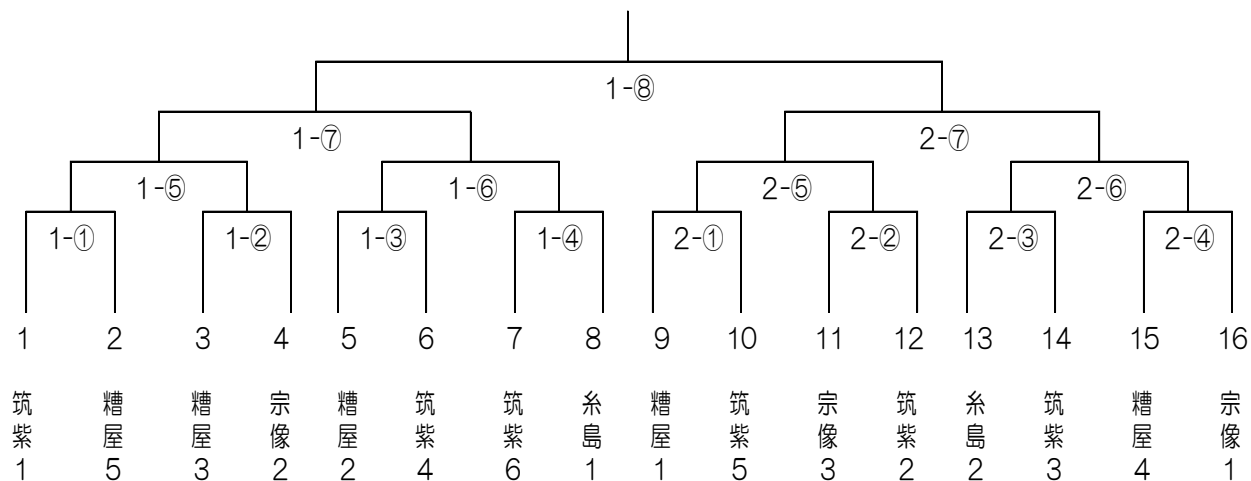 1-⑧
1-⑦ 2-⑦
1-⑤ 1-⑥ 2-⑤ 2-⑥
1-① 1-② 1-③ 1-④ 2-① 2-② 2-③ 2-④
1 2 3 4 5 6 7 8 9 10 11 12 13 14 15 16
筑紫1
糟屋5
糟屋3
宗像2
糟屋2
筑紫4
筑紫6
糸島1
糟屋1
筑紫5
宗像3
筑紫2
糸島2
筑紫3
糟屋4
宗像1